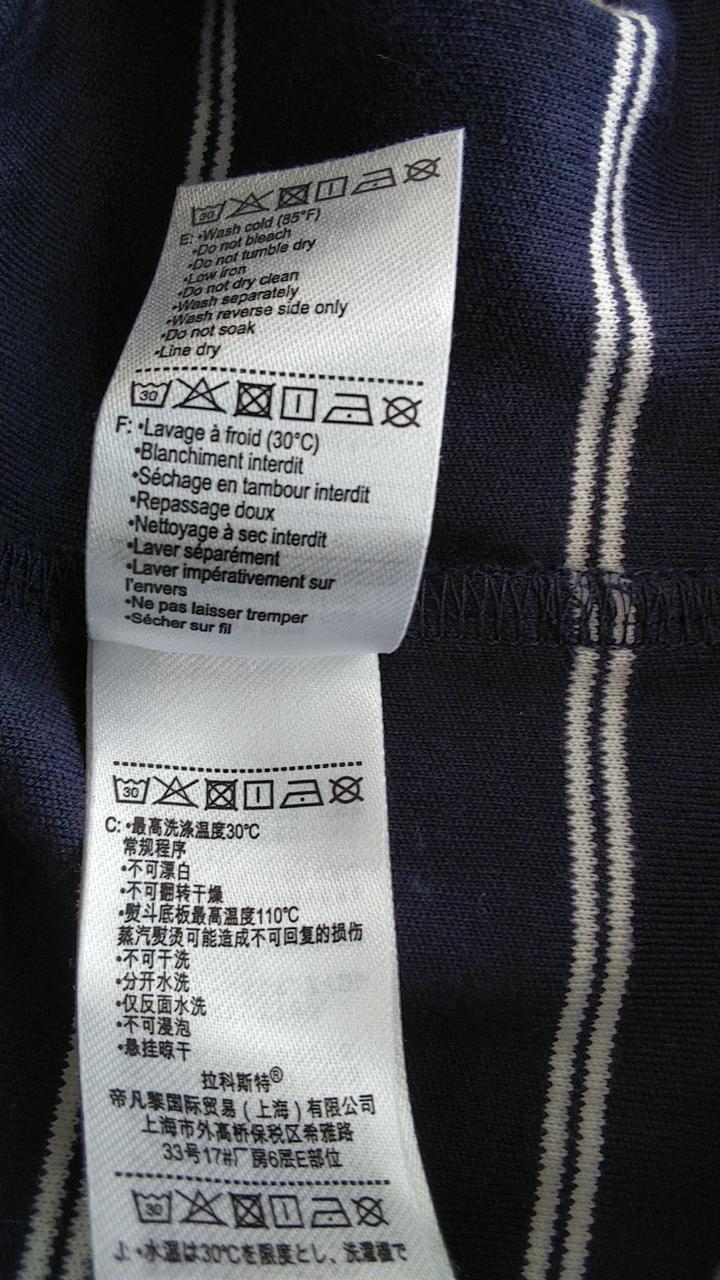 30
E: •Wash cold (85°F)
•Do not bleach
•Do not tumble dry
•Low iron
•Do not dry clean
•Wash separately
•Wash reverse side only
•Do not soak
•Line dry
30
F: •Lavage à froid (30°C)
•Blanchiment interdit
•Séchage en tambour interdit
•Repassage doux
•Nettoyage à sec interdit
•Laver séparément
•Laver impérativement sur
l'envers
•Ne pas laisser tremper
•Sécher sur fil
30
C: •最高洗涤温度30℃
常规程序
•不可漂白
•不可翻转干燥
•熨斗底板最高温度110℃
蒸汽熨烫可能造成不可回复的损伤
•不可干洗
•分开水洗
•仅反面水洗
•不可浸泡
•悬挂晾干
拉科斯特®
帝凡黎国际贸易(上海)有限公司
上海市外高桥保税区希雅路
33号17#厂房6层E部位
30
J: •水温は30℃を限度とし、洗濯機で